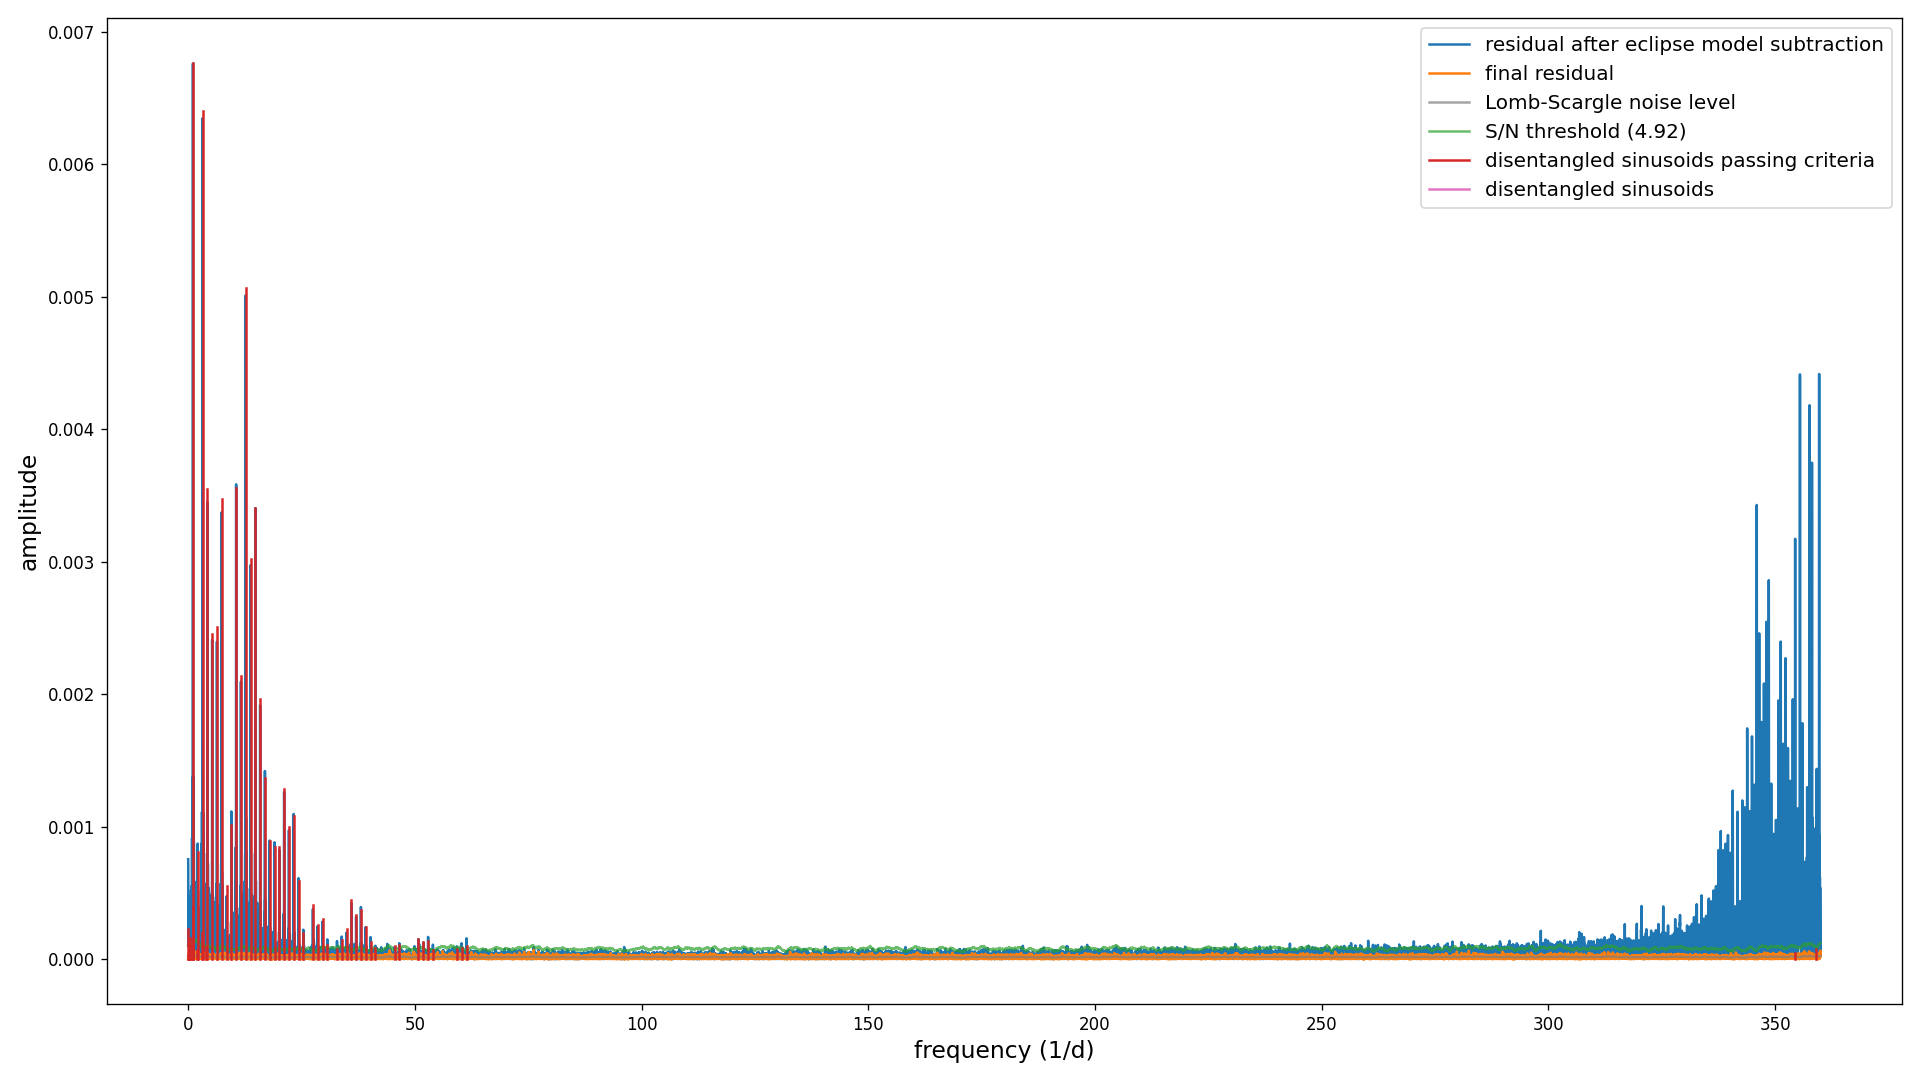 0.007
0.006
0.005
0.004
0.003
0.002
0.001
0.000
amplitude
residual after eclipse model subtraction
final residual
Lomb-Scargle noise level
S/N threshold (4.92)
disentangled sinusoids passing criteria
disentangled sinusoids
0 50 100 150 200 250 300 350
frequency (1/d)